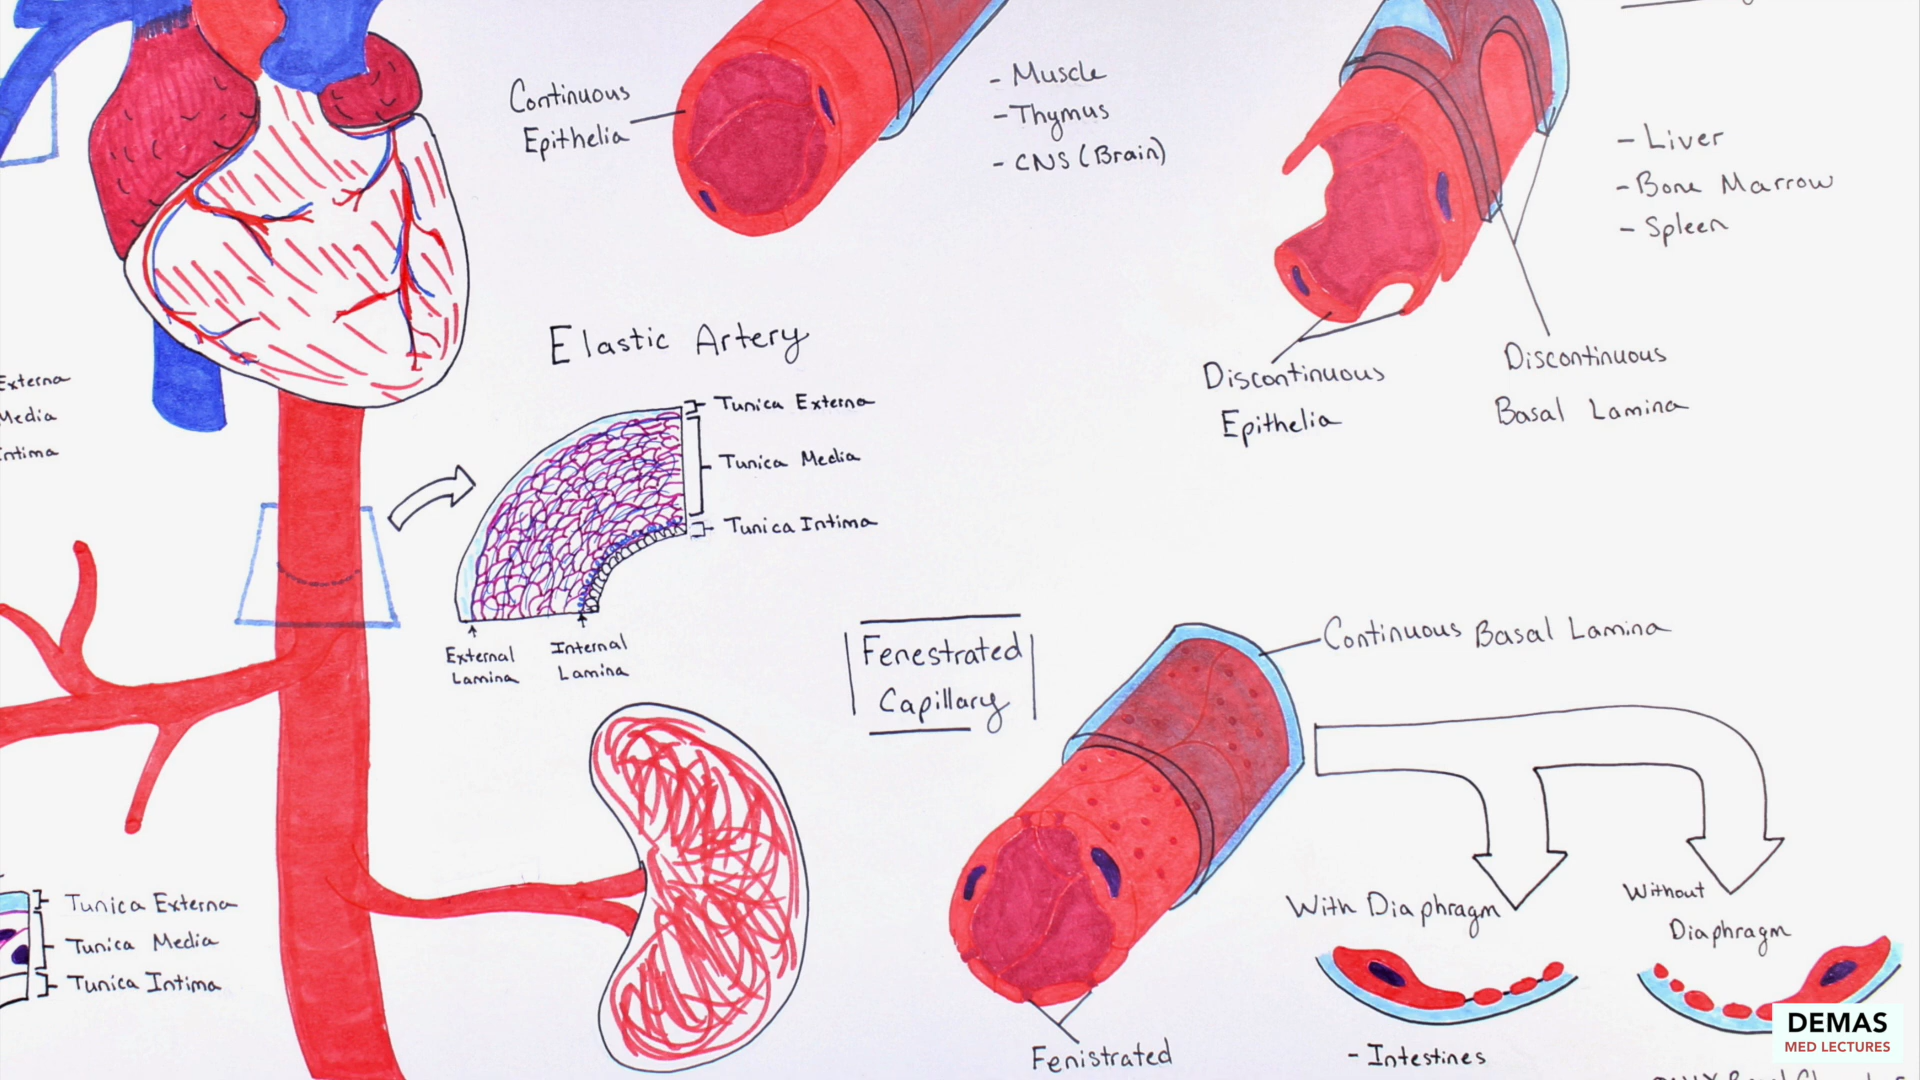 Continuous
Epithelia
- Muscle
- Thymus
- CNS (Brain)
- Liver
- Bone Marrow
- Spleen
Discontinuous
Epithelia
Discontinuous
Basal Lamina
Elastic Artery
Tunica Externa
Tunica Media
Tunica Intima
External
Lamina
Internal
Lamina
Externa
Media
Intima
Fenestrated
Capillary
Continuous Basal Lamina
With Diaphragm
Without
Diaphragm
Tunica Externa
Tunica Media
Tunica Intima
Fenistrated
- Intestines
DEMAS
MED LECTURES